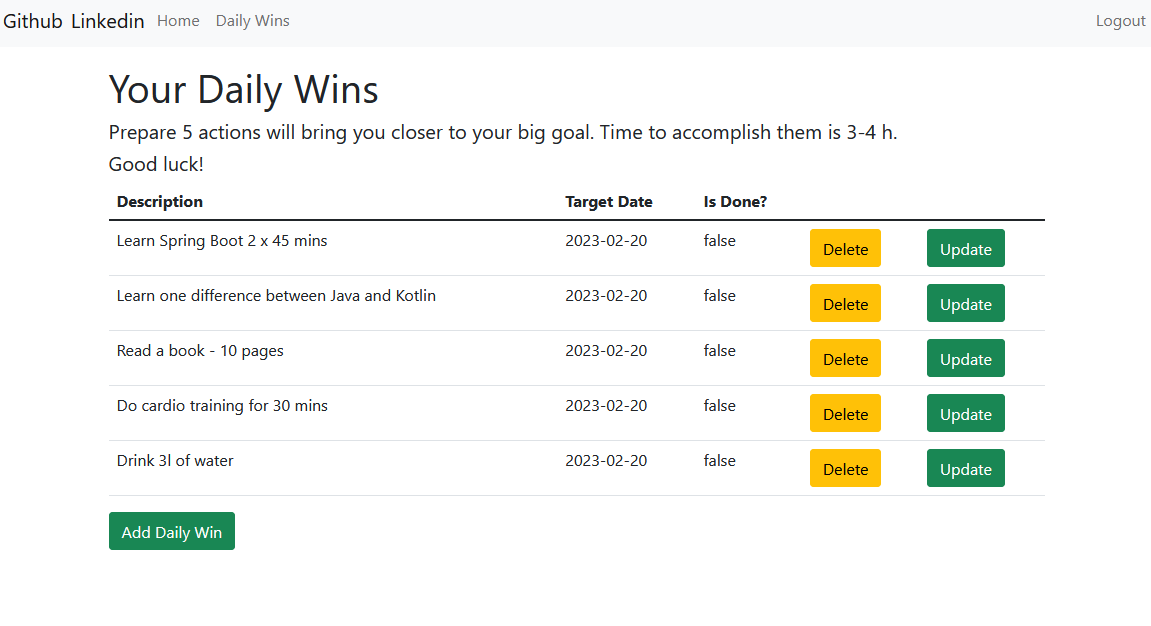 Github Linkedin Home Daily Wins Logout
Your Daily Wins
Prepare 5 actions will bring you closer to your big goal. Time to accomplish them is 3-4 h.
Good luck!
Description Target Date Is Done?
Learn Spring Boot 2 x 45 mins 2023-02-20 false Delete Update
Learn one difference between Java and Kotlin 2023-02-20 false Delete Update
Read a book - 10 pages 2023-02-20 false Delete Update
Do cardio training for 30 mins 2023-02-20 false Delete Update
Drink 3l of water 2023-02-20 false Delete Update
Add Daily Win